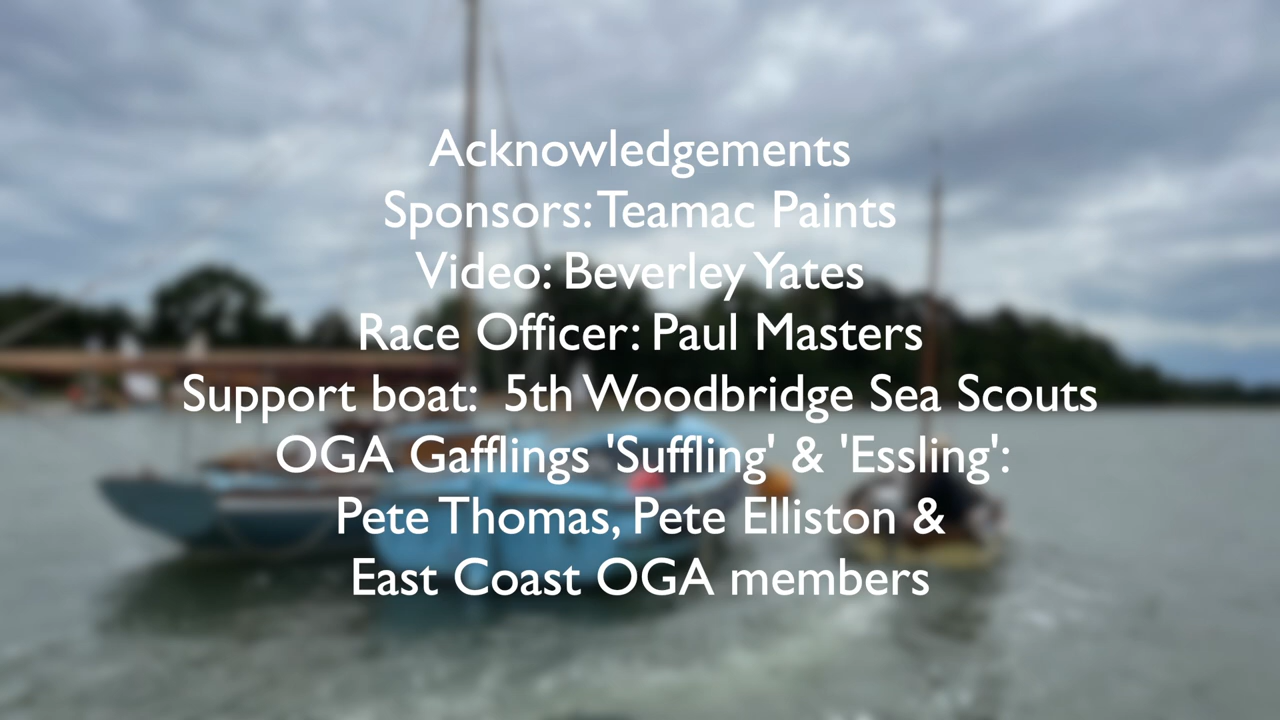 Acknowledgements
Sponsors: Teamac Paints
Video: Beverley Yates
Race Officer: Paul Masters
Support boat:  5th Woodbridge Sea Scouts
OGA Gafflings 'Suffling' & 'Essling':
Pete Thomas, Pete Elliston &
East Coast OGA members